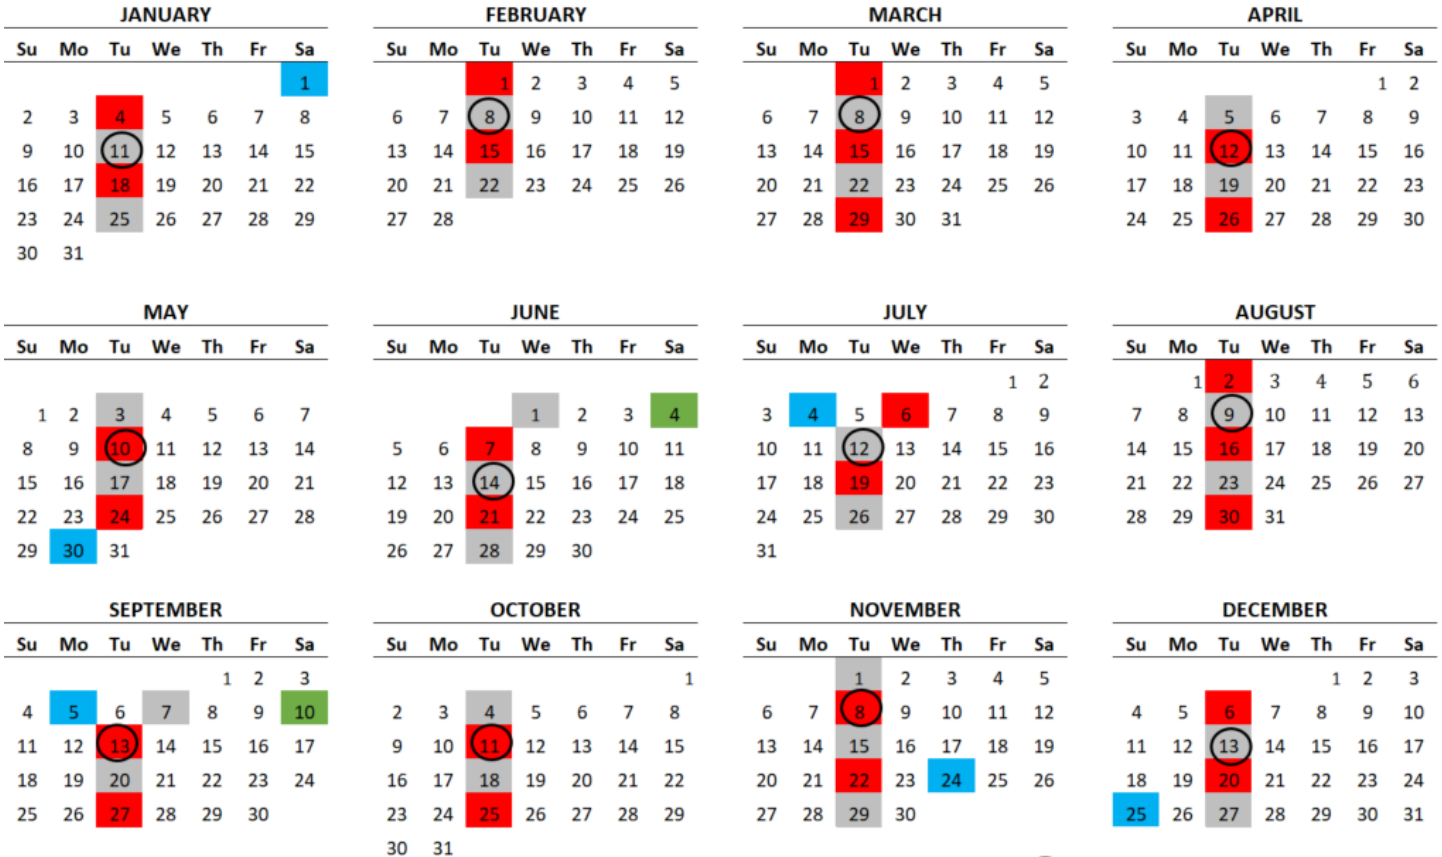 JANUARY FEBRUARY MARCH APRIL
Su Mo Tu We Th Fr Sa Su Mo Tu We Th Fr Sa Su Mo Tu We Th Fr Sa Su Mo Tu We Th Fr Sa
1 1 2 3 4 5 1 2 3 4 5 1 2
2 3 4 5 6 7 8 6 7 8 9 10 11 12 6 7 8 9 10 11 12 3 4 5 6 7 8 9
9 10 11 12 13 14 15 13 14 15 16 17 18 19 13 14 15 16 17 18 19 10 11 12 13 14 15 16
16 17 18 19 20 21 22 20 21 22 23 24 25 26 20 21 22 23 24 25 26 17 18 19 20 21 22 23
23 24 25 26 27 28 29 27 28 27 28 29 30 31 24 25 26 27 28 29 30
30 31
MAY JUNE JULY AUGUST
Su Mo Tu We Th Fr Sa Su Mo Tu We Th Fr Sa Su Mo Tu We Th Fr Sa Su Mo Tu We Th Fr Sa
1 2 1 2 3 4 5 6
1 2 3 4 5 6 7 1 2 3 4 3 4 5 6 7 8 9 7 8 9 10 11 12 13
8 9 10 11 12 13 14 5 6 7 8 9 10 11 10 11 12 13 14 15 16 14 15 16 17 18 19 20
15 16 17 18 19 20 21 12 13 14 15 16 17 18 17 18 19 20 21 22 23 21 22 23 24 25 26 27
22 23 24 25 26 27 28 19 20 21 22 23 24 25 24 25 26 27 28 29 30 28 29 30 31
29 30 31 26 27 28 29 30 31
SEPTEMBER OCTOBER NOVEMBER DECEMBER
Su Mo Tu We Th Fr Sa Su Mo Tu We Th Fr Sa Su Mo Tu We Th Fr Sa Su Mo Tu We Th Fr Sa
1 2 3 1 1 2 3 4 5 1 2 3
4 5 6 7 8 9 10 2 3 4 5 6 7 8 6 7 8 9 10 11 12 4 5 6 7 8 9 10
11 12 13 14 15 16 17 9 10 11 12 13 14 15 13 14 15 16 17 18 19 11 12 13 14 15 16 17
18 19 20 21 22 23 24 16 17 18 19 20 21 22 20 21 22 23 24 25 26 18 19 20 21 22 23 24
25 26 27 28 29 30 23 24 25 26 27 28 29 27 28 29 30 25 26 27 28 29 30 31
30 31